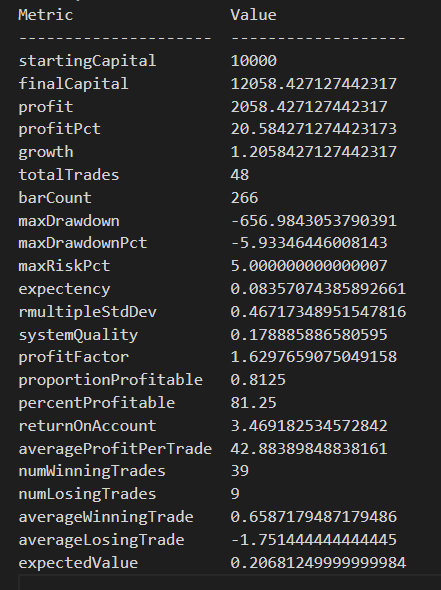 Metric Value
--------------------- -------------------
startingCapital 10000
finalCapital 12058.427127442317
profit 2058.427127442317
profitPct 20.584271274423173
growth 1.2058427127442317
totalTrades 48
barCount 266
maxDrawdown -656.9843053790391
maxDrawdownPct -5.93346446008143
maxRiskPct 5.000000000000007
expectency 0.08357074385892661
rmultipleStdDev 0.46717348951547816
systemQuality 0.178885886580595
profitFactor 1.6297659075049158
proportionProfitable 0.8125
percentProfitable 81.25
returnOnAccount 3.469182534572842
averageProfitPerTrade 42.88389848838161
numWinningTrades 39
numLosingTrades 9
averageWinningTrade 0.6587179487179486
averageLosingTrade -1.751444444444445
expectedValue 0.20681249999999984